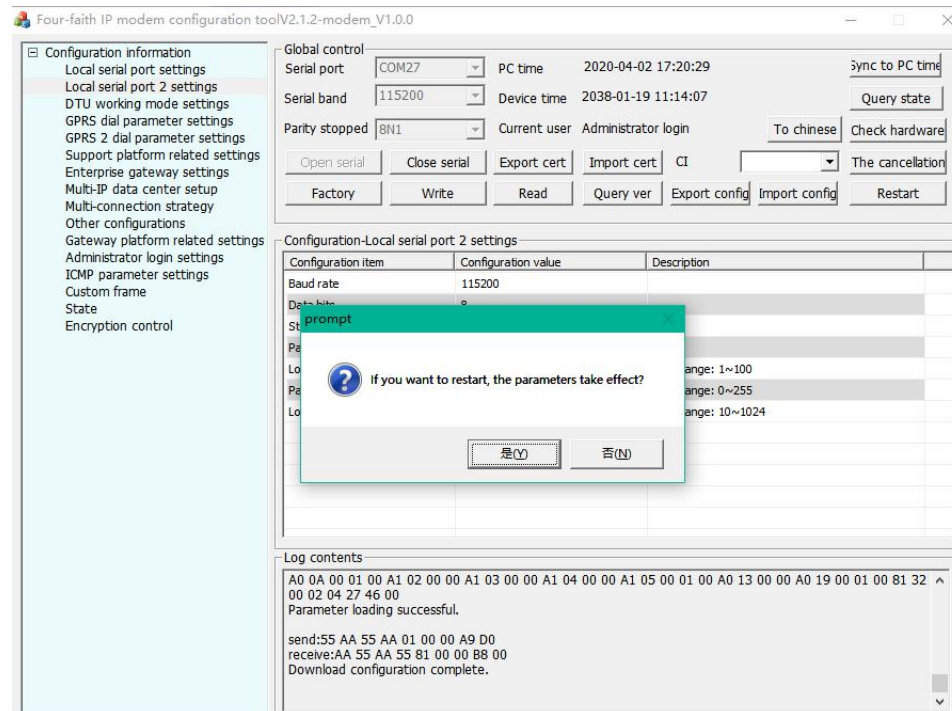 Four-faith IP modem configuration toolV2.1.2-modem_V1.0.0
Configuration information
Local serial port settings
Local serial port 2 settings
DTU working mode settings
GPRS dial parameter settings
GPRS 2 dial parameter settings
Support platform related settings
Enterprise gateway settings
Multi-IP data center setup
Multi-connection strategy
Other configurations
Gateway platform related settings
Administrator login settings
ICMP parameter settings
Custom frame
State
Encryption control
Global control
Serial port COM27 PC time 2020-04-02 17:20:29 Sync to PC time
Serial band 115200 Device time 2038-01-19 11:14:07 Query state
Parity stopped 8N1 Current user Administrator login To chinese Check hardware
Open serial Close serial Export cert Import cert CI The cancellation
Factory Write Read Query ver Export config Import config Restart
Configuration-Local serial port 2 settings
Configuration item Configuration value Description
Baud rate 115200
Data bits 8
St
Pa
Lo ange: 1~100
Pa ange: 0~255
Lo ange: 10~1024
prompt
If you want to restart, the parameters take effect?
是(Y) 否(N)
Log contents
A0 0A 00 01 00 A1 02 00 00 A1 03 00 00 A1 04 00 00 A1 05 00 01 00 A0 13 00 00 A0 19 00 01 00 81 32
00 02 04 27 46 00
Parameter loading successful.
send:55 AA 55 AA 01 00 00 A9 D0
receive:AA 55 AA 55 81 00 00 B8 00
Download configuration complete.